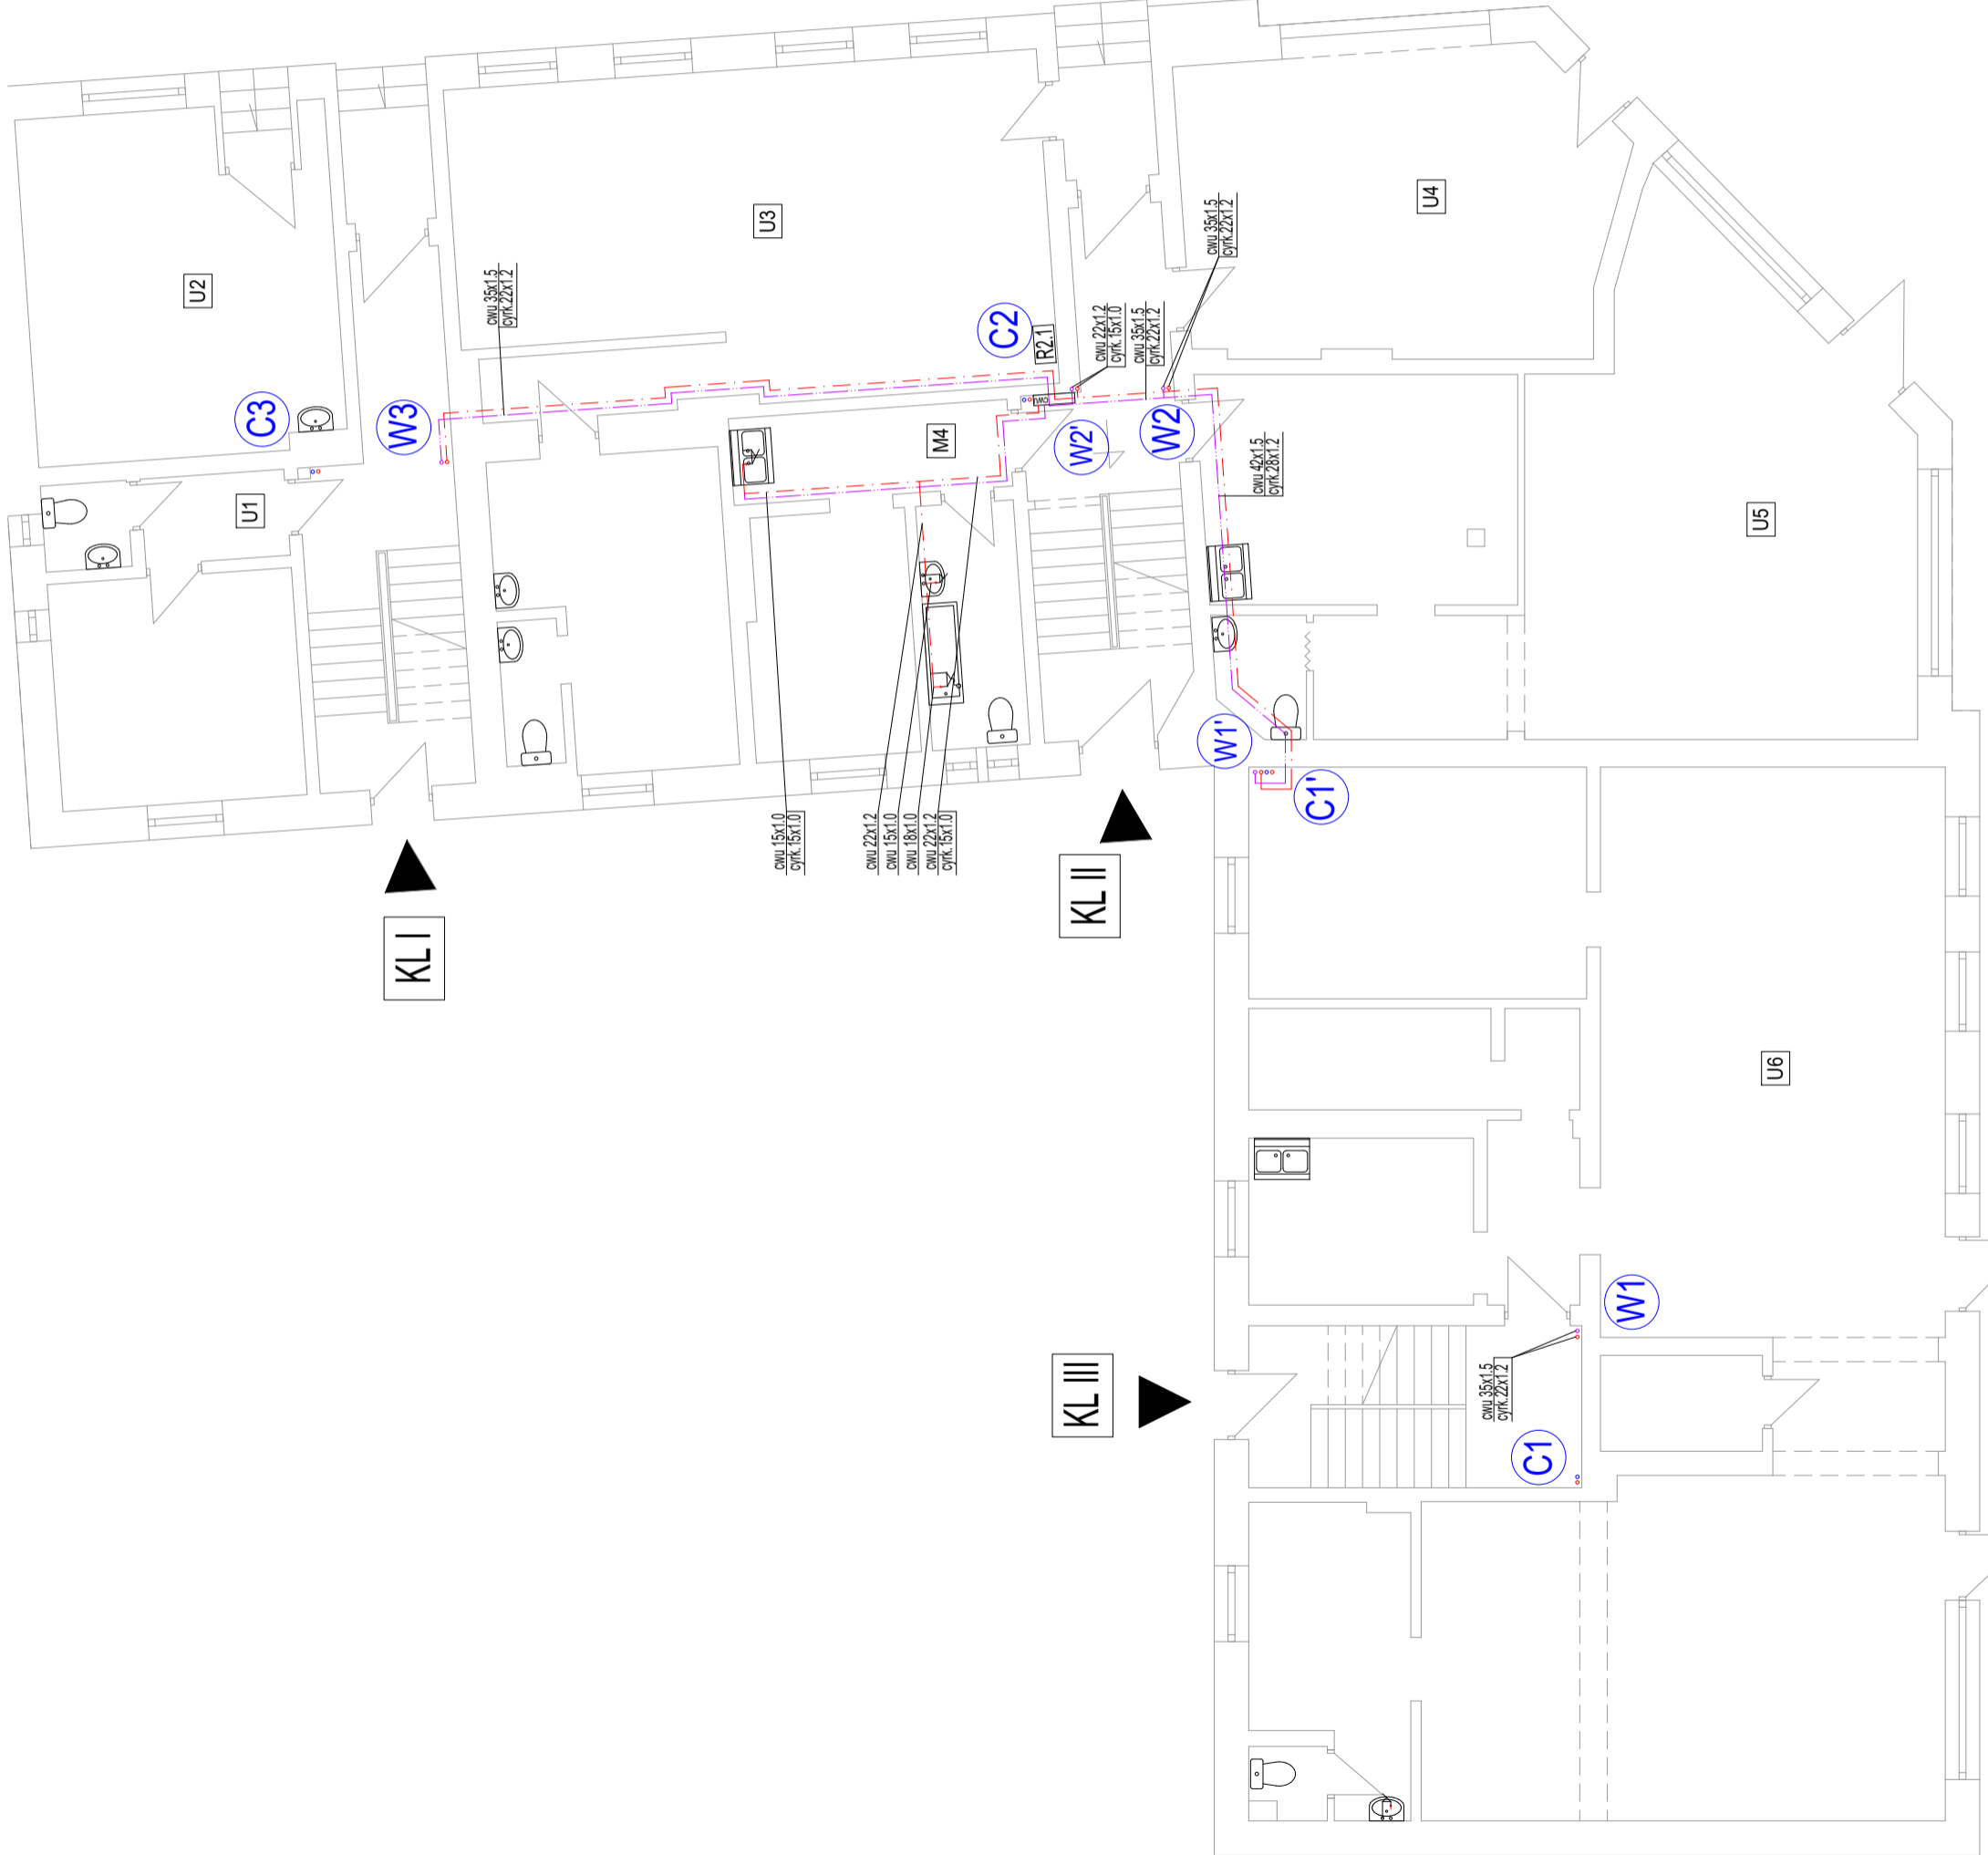 U2
C3
W3
U1
cwu 35x1.5
cyrk.22x1.2
U3
C2
R2.1
cwu 22x1.2
cyrk.15x1.0
cwu 35x1.5
cyrk.22x1.2
cwu 35x1.5
cyrk.22x1.2
U4
M4
cwu
W2'
W2
cwu 42x1.5
cyrk.28x1.2
U5
W1'
C1'
cwu 15x1.0
cyrk.15x1.0
cwu 22x1.2
cwu 15x1.0
cwu 18x1.0
cwu 22x1.2
cyrk.15x1.0
KL I
KL II
U6
W1
KL III
cwu 35x1.5
cyrk.22x1.2
C1